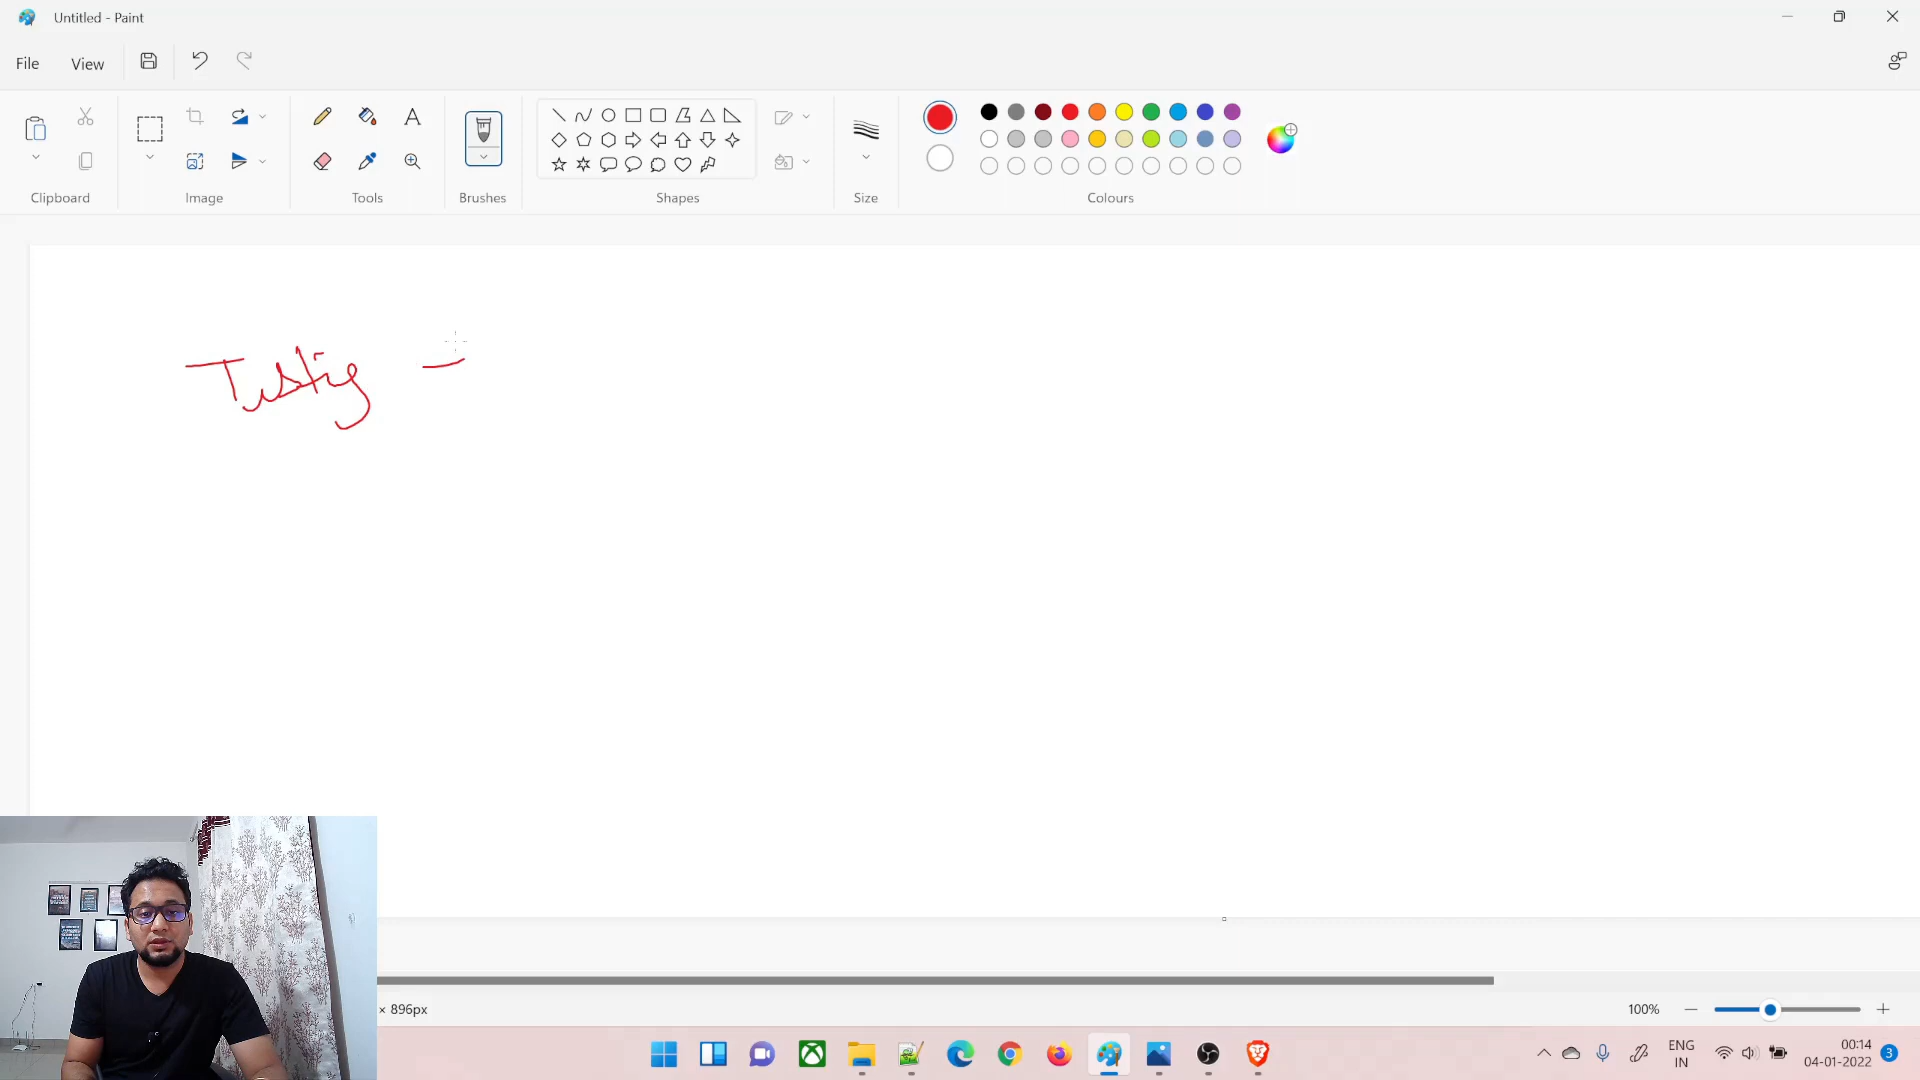 Untitled - Paint
File View
Clipboard Image Tools Brushes Shapes Size Colours
Testing -
× 896px 100%
ENG 00:14
IN 04-01-2022 3